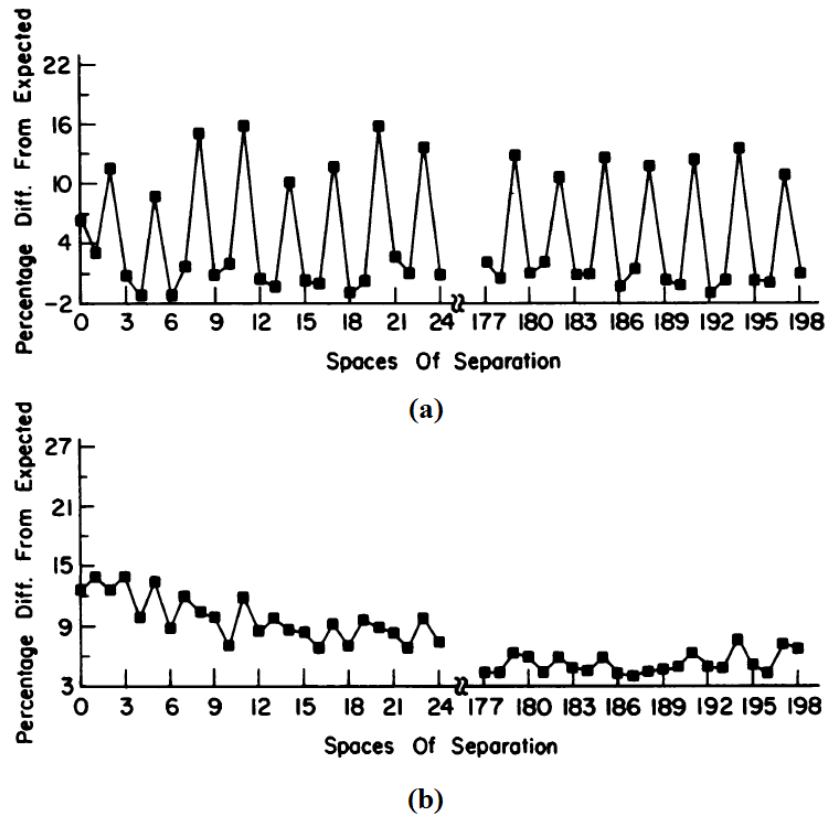 Percentage Diff. From Expected
22
16
10
4
-2
0 3 6 9 12 15 18 21 24 177 180 183 186 189 192 195 198
Spaces Of Separation
(a)
Percentage Diff. From Expected
27
21
15
9
3
0 3 6 9 12 15 18 21 24 177 180 183 186 189 192 195 198
Spaces Of Separation
(b)